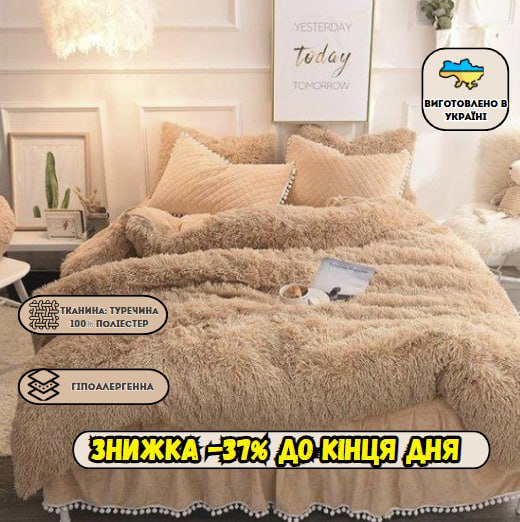 YESTERDAY
today
TOMORROW
ВИГОТОВЛЕНО В
УКРАЇНІ
ТКАНИНА: ТУРЕЧИНА
100% ПОЛІЕСТЕР
ГІПОАЛЕРГЕННА
ЗНИЖКА -37% ДО КІНЦЯ ДНЯ